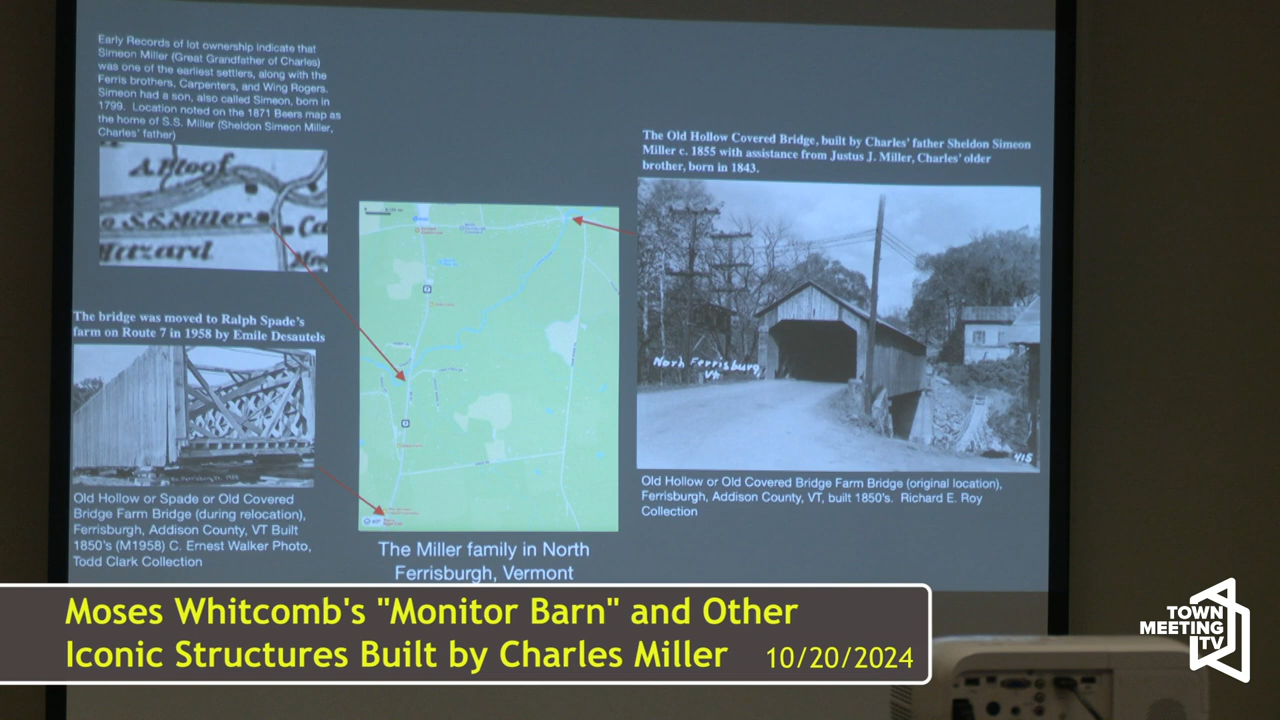 Early Records of lot ownership indicate that
Simeon Miller (Great Grandfather of Charles)
was one of the earliest settlers, along with the
Ferris brothers, Carpenters, and Wing Rogers.
Simeon had a son, also called Simeon, born in
1799. Location noted on the 1871 Beers map as
the home of S.S. Miller (Sheldon Simeon Miller,
Charles' father)
S.S. Miller
The bridge was moved to Ralph Spade's
farm on Route 7 in 1958 by Emile Desautels
Old Hollow or Spade or Old Covered
Bridge Farm Bridge (during relocation),
Ferrisburgh, Addison County, VT Built
1850's (M1958) C. Ernest Walker Photo,
Todd Clark Collection
The Miller family in North
Ferrisburgh, Vermont
The Old Hollow Covered Bridge, built by Charles' father Sheldon Simeon
Miller c. 1855 with assistance from Justus J. Miller, Charles' older
brother, born in 1843.
North Ferrisburg,
Vt.
415
Old Hollow or Old Covered Bridge Farm Bridge (original location),
Ferrisburgh, Addison County, VT, built 1850's. Richard E. Roy
Collection
Moses Whitcomb's "Monitor Barn" and Other
Iconic Structures Built by Charles Miller 10/20/2024
TOWN
MEETING
TV